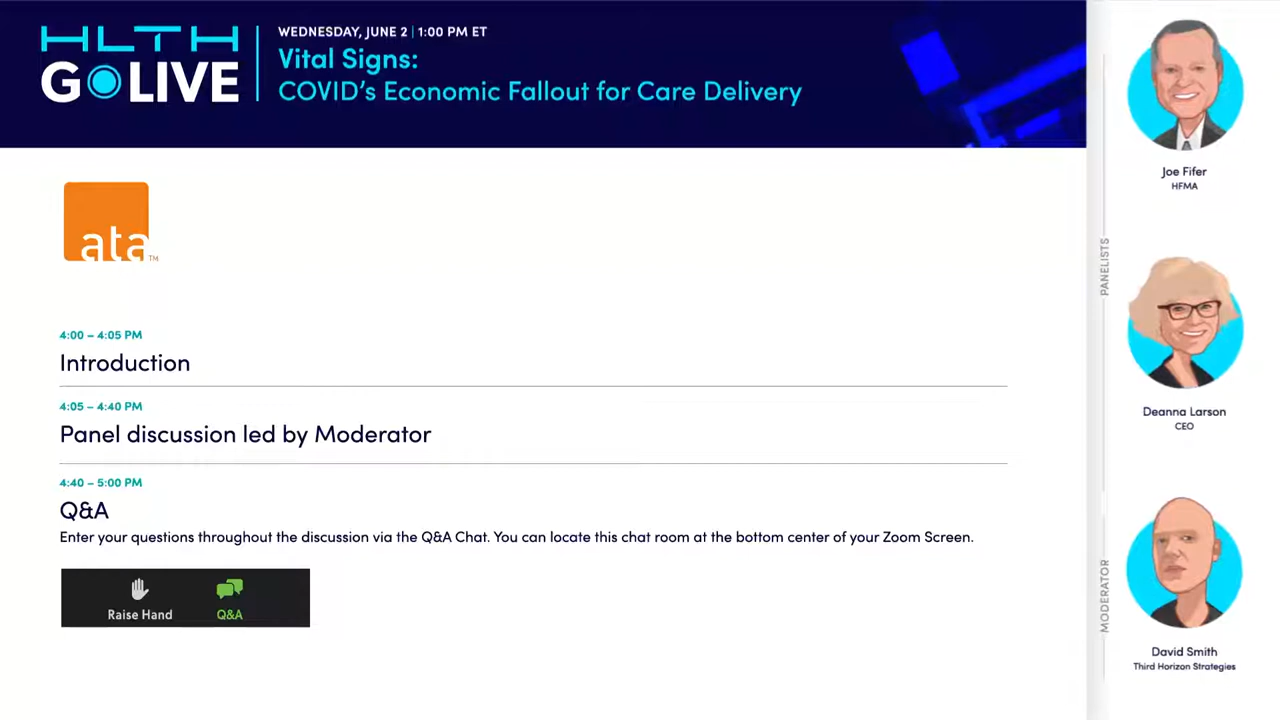 HLTH
GO LIVE
WEDNESDAY, JUNE 2 | 1:00 PM ET
Vital Signs:
COVID’s Economic Fallout for Care Delivery
ata™
4:00 – 4:05 PM
Introduction
4:05 – 4:40 PM
Panel discussion led by Moderator
4:40 – 5:00 PM
Q&A
Enter your questions throughout the discussion via the Q&A Chat. You can locate this chat room at the bottom center of your Zoom Screen.
Raise Hand
Q&A
PANELISTS
Joe Fifer
HFMA
Deanna Larson
CEO
MODERATOR
David Smith
Third Horizon Strategies